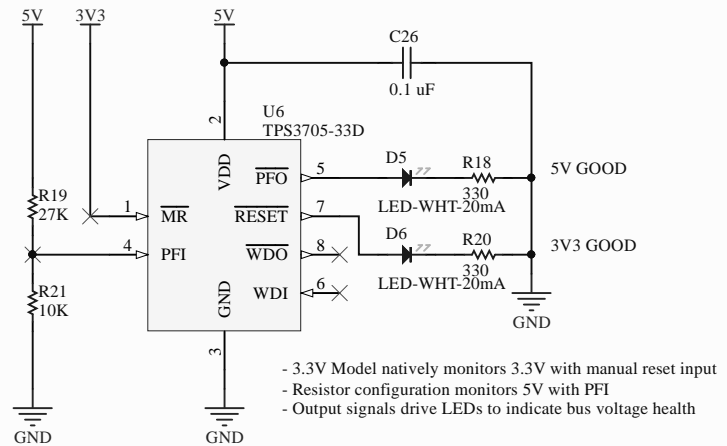 5V
3V3
5V
C26
0.1 uF
U6
TPS3705-33D
2
VDD
R19
27K
1
MR
4
PFI
PFO
5
RESET
7
WDO
8
WDI
6
GND
3
D5
LED-WHT-20mA
R18
330
5V GOOD
D6
LED-WHT-20mA
R20
330
3V3 GOOD
R21
10K
GND
GND
GND
- 3.3V Model natively monitors 3.3V with manual reset input
- Resistor configuration monitors 5V with PFI
- Output signals drive LEDs to indicate bus voltage health